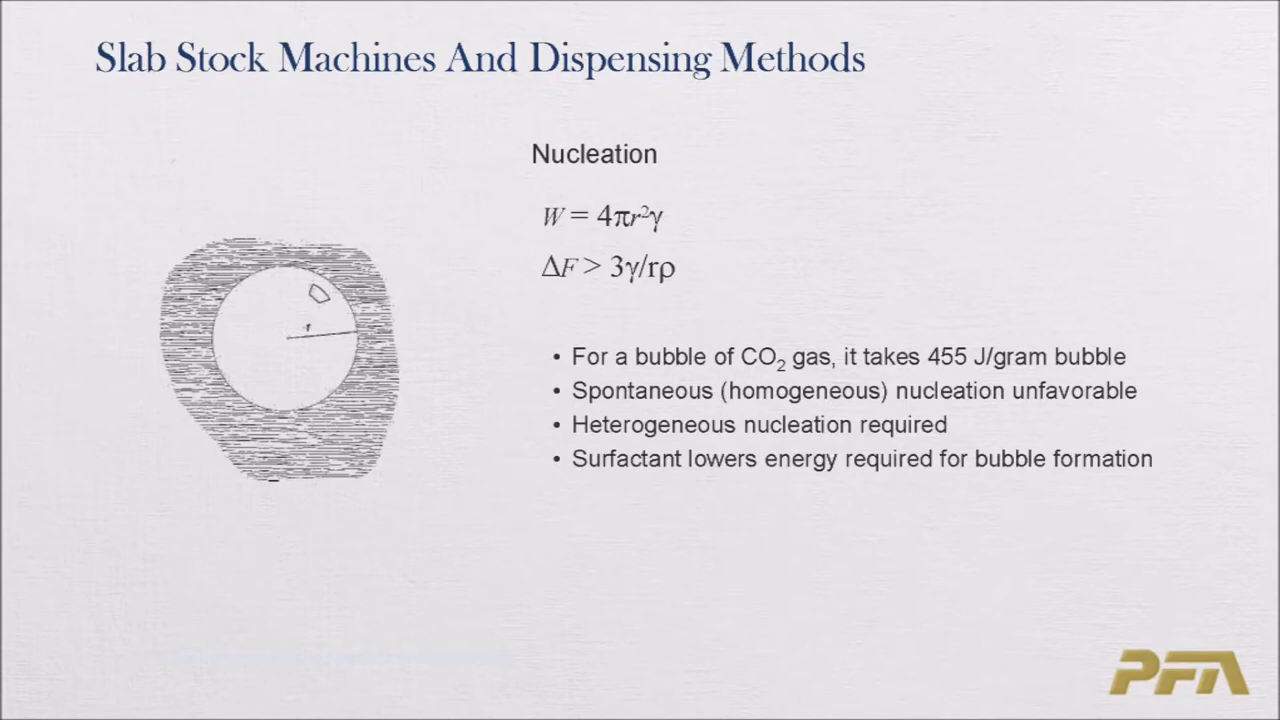 Slab Stock Machines And Dispensing Methods
Nucleation
W = 4πr²γ
ΔF > 3γ/rρ
r
• For a bubble of CO₂ gas, it takes 455 J/gram bubble
• Spontaneous (homogeneous) nucleation unfavorable
• Heterogeneous nucleation required
• Surfactant lowers energy required for bubble formation
PFA